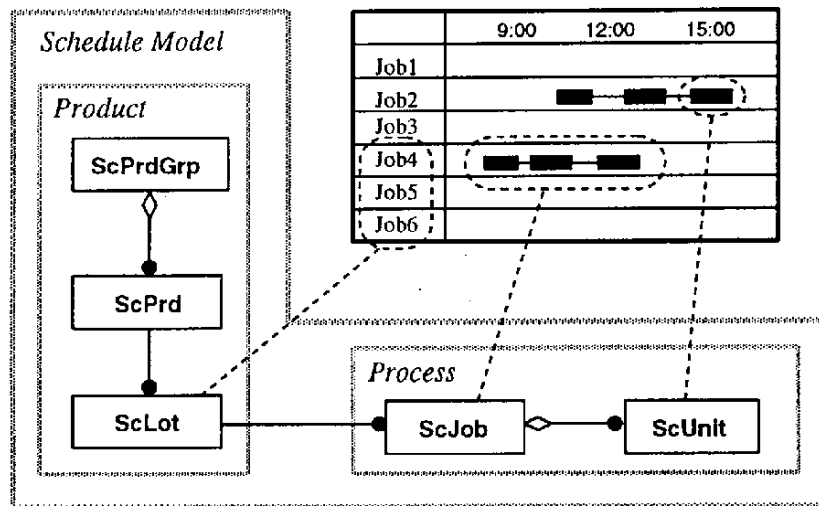 Schedule Model
9:00 12:00 15:00
Job1
Job2
Job3
Job4
Job5
Job6
Product
ScPrdGrp
ScPrd
ScLot
Process
ScJob
ScUnit